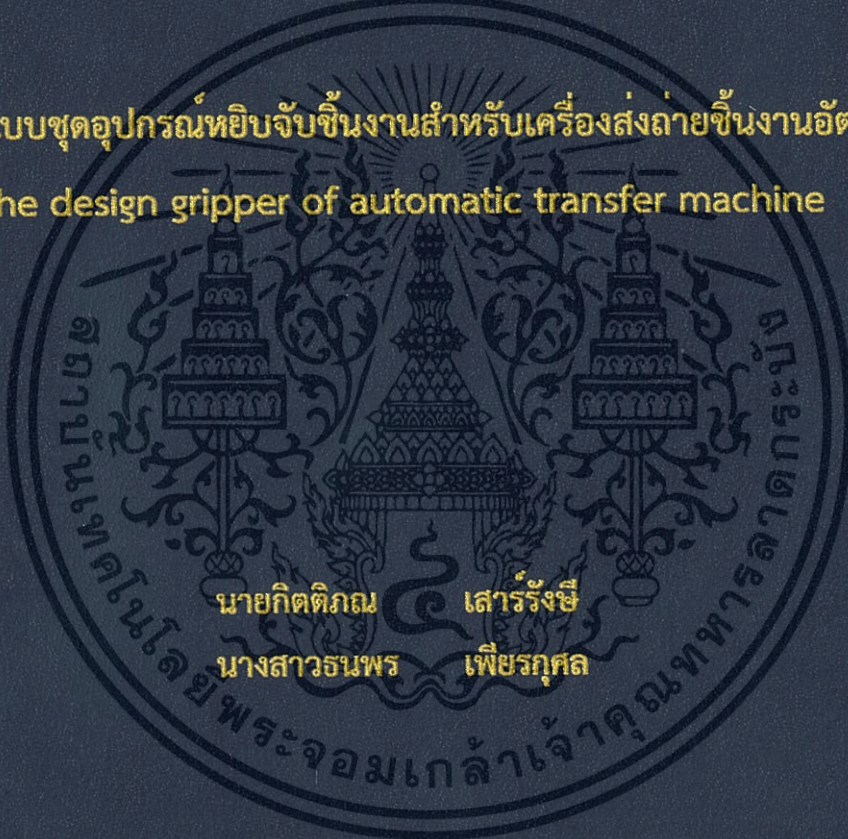 แบบชุดอุปกรณ์หยิบจับชิ้นงานสำหรับเครื่องส่งถ่ายชิ้นงานอัต
he design gripper of automatic transfer machine
นายกิตติภณ เสาร์รังษี
นางสาวธนพร เพียรกุศล
สถาบันเทคโนโลยีพระจอมเกล้าเจ้าคุณทหารลาดกระบัง